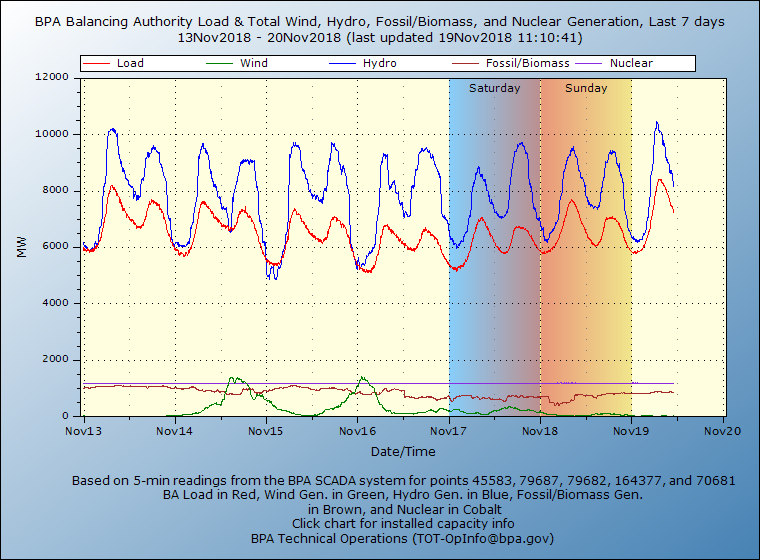 BPA Balancing Authority Load & Total Wind, Hydro, Fossil/Biomass, and Nuclear Generation, Last 7 days
13Nov2018 - 20Nov2018 (last updated 19Nov2018 11:10:41)
Load Wind Hydro Fossil/Biomass Nuclear
12000
Saturday Sunday
10000
8000
MW
6000
4000
2000
0
Nov13 Nov14 Nov15 Nov16 Nov17 Nov18 Nov19 Nov20
Date/Time
Based on 5-min readings from the BPA SCADA system for points 45583, 79687, 79682, 164377, and 70681
BA Load in Red, Wind Gen. in Green, Hydro Gen. in Blue, Fossil/Biomass Gen.
in Brown, and Nuclear in Cobalt
Click chart for installed capacity info
BPA Technical Operations (TOT-OpInfo@bpa.gov)